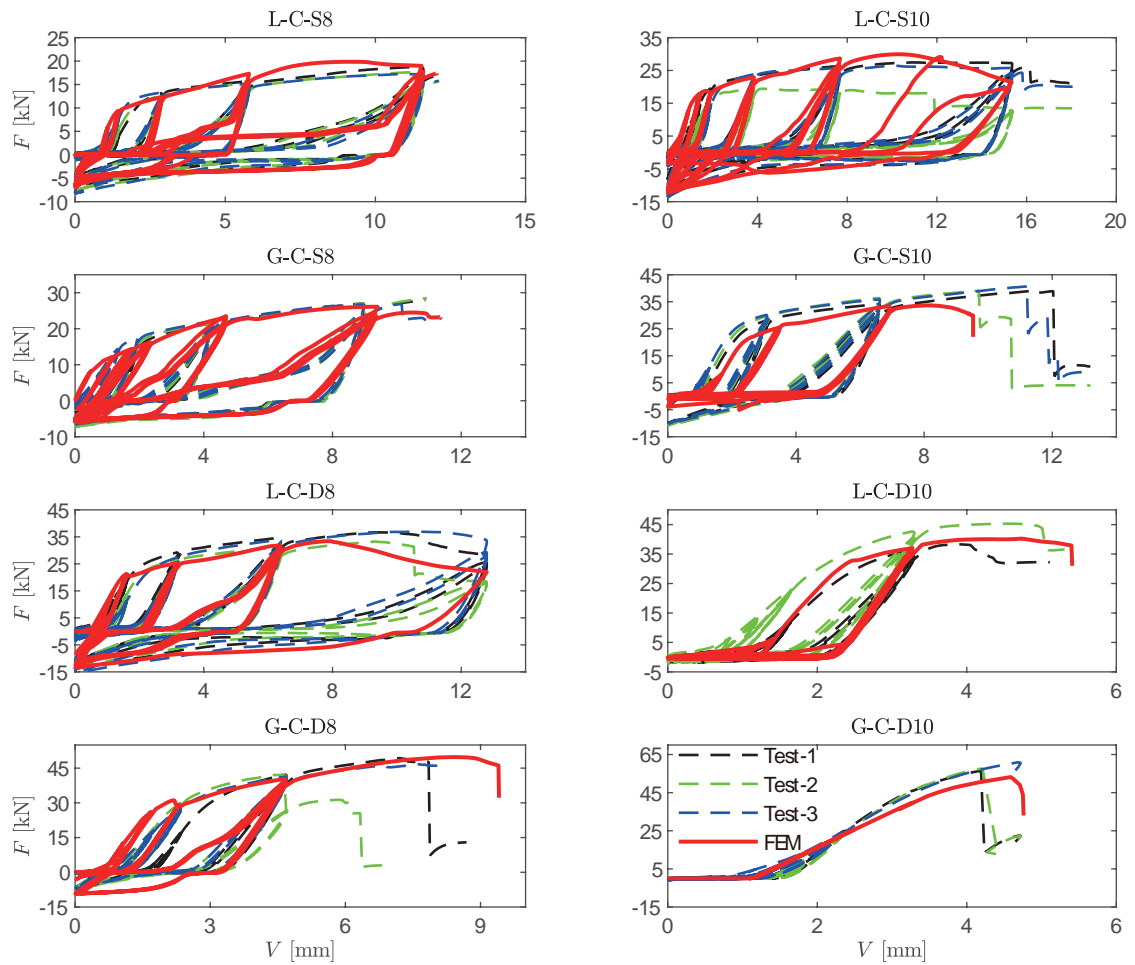 L-C-S8
25
20
15
10
5
0
-5
-10
F [kN]
0 5 10 15
L-C-S10
35
25
15
5
-5
-15
0 4 8 12 16 20
G-C-S8
30
20
10
0
-10
F [kN]
0 4 8 12
G-C-S10
45
35
25
15
5
-5
-15
0 4 8 12
L-C-D8
45
35
25
15
5
-5
-15
F [kN]
0 4 8 12
L-C-D10
45
35
25
15
5
-5
0 2 4 6
G-C-D8
45
30
15
0
-15
F [kN]
0 3 6 9
V [mm]
G-C-D10
65
45
25
5
-15
Test-1
Test-2
Test-3
FEM
0 2 4 6
V [mm]